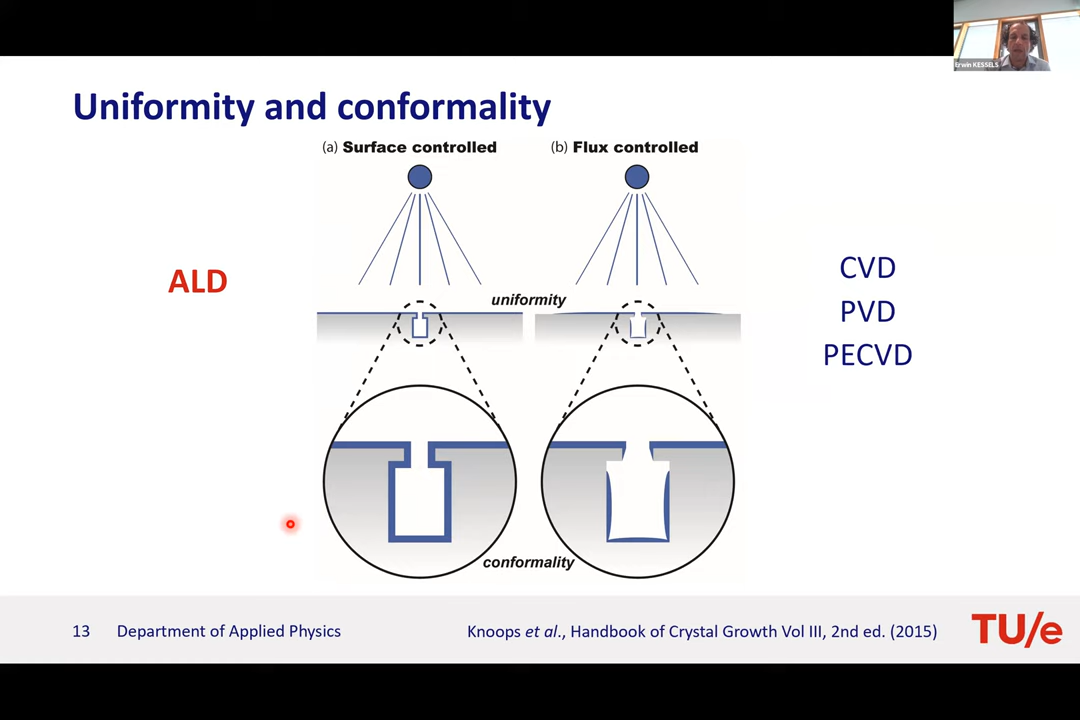 Erwin KESSELS
Uniformity and conformality
(a) Surface controlled
(b) Flux controlled
ALD
uniformity
CVD
PVD
PECVD
conformality
13 Department of Applied Physics
Knoops et al., Handbook of Crystal Growth Vol III, 2nd ed. (2015)
TU/e